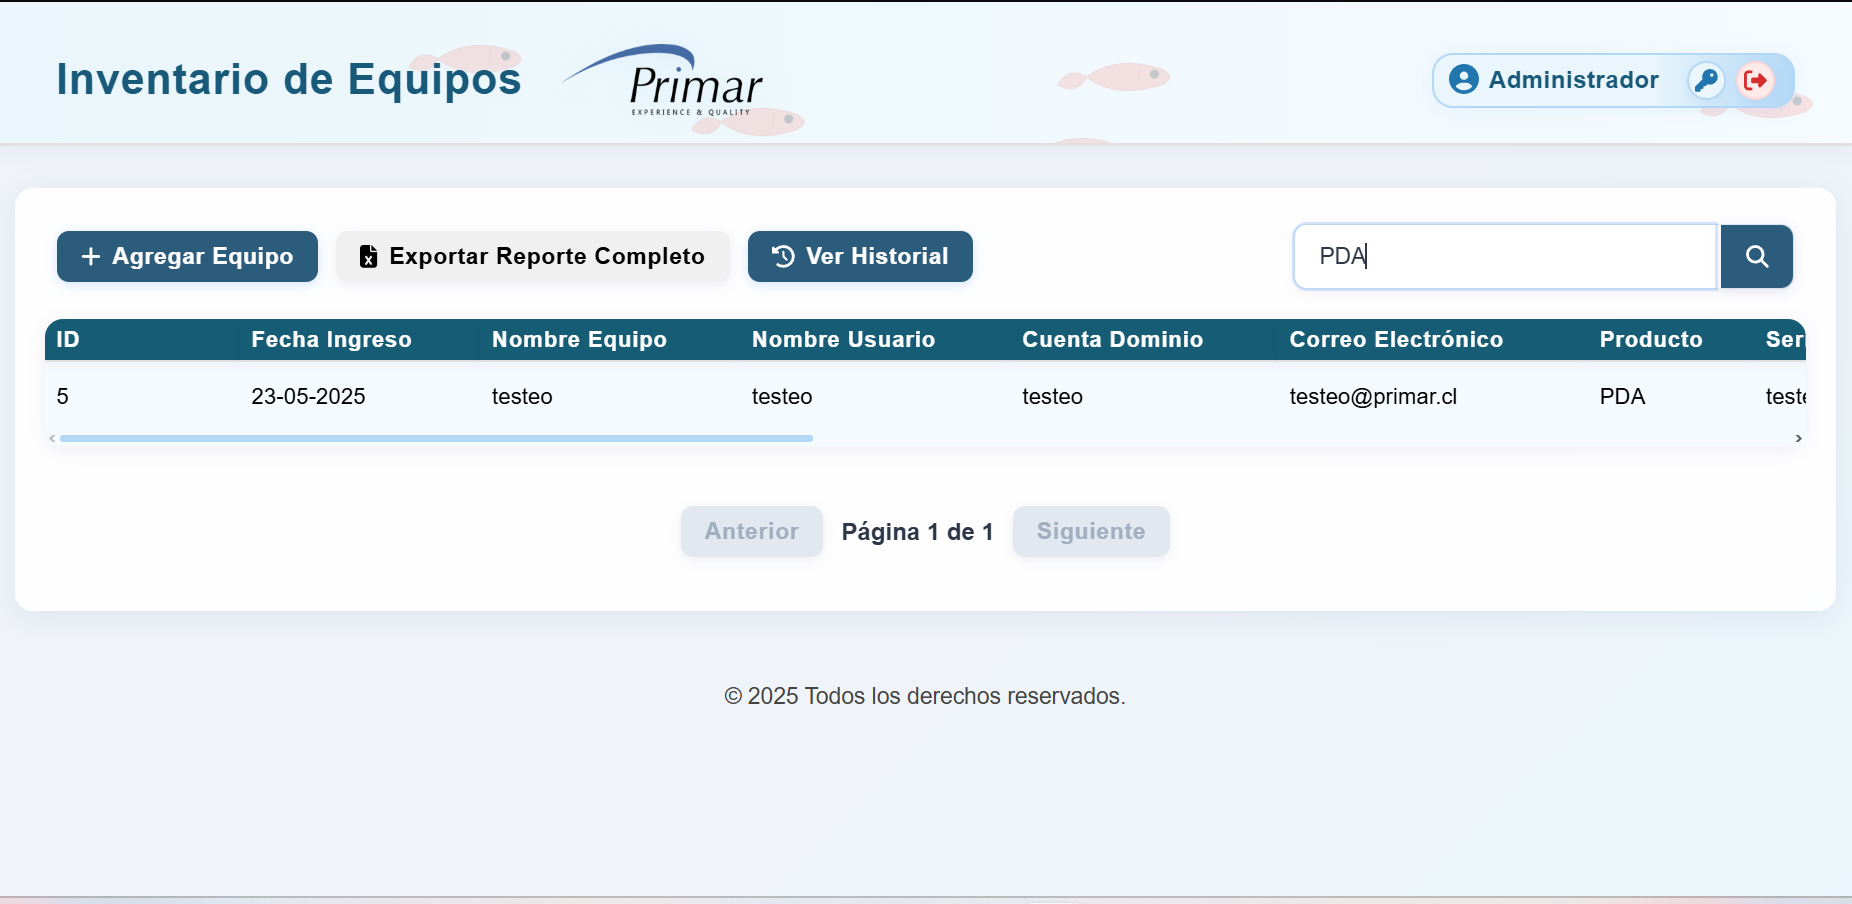 Inventario de Equipos
Primar
EXPERIENCE & QUALITY
Administrador
Agregar Equipo
Exportar Reporte Completo
Ver Historial
PDA
ID Fecha Ingreso Nombre Equipo Nombre Usuario Cuenta Dominio Correo Electrónico Producto Ser
5 23-05-2025 testeo testeo testeo testeo@primar.cl PDA teste
Anterior Página 1 de 1 Siguiente
© 2025 Todos los derechos reservados.